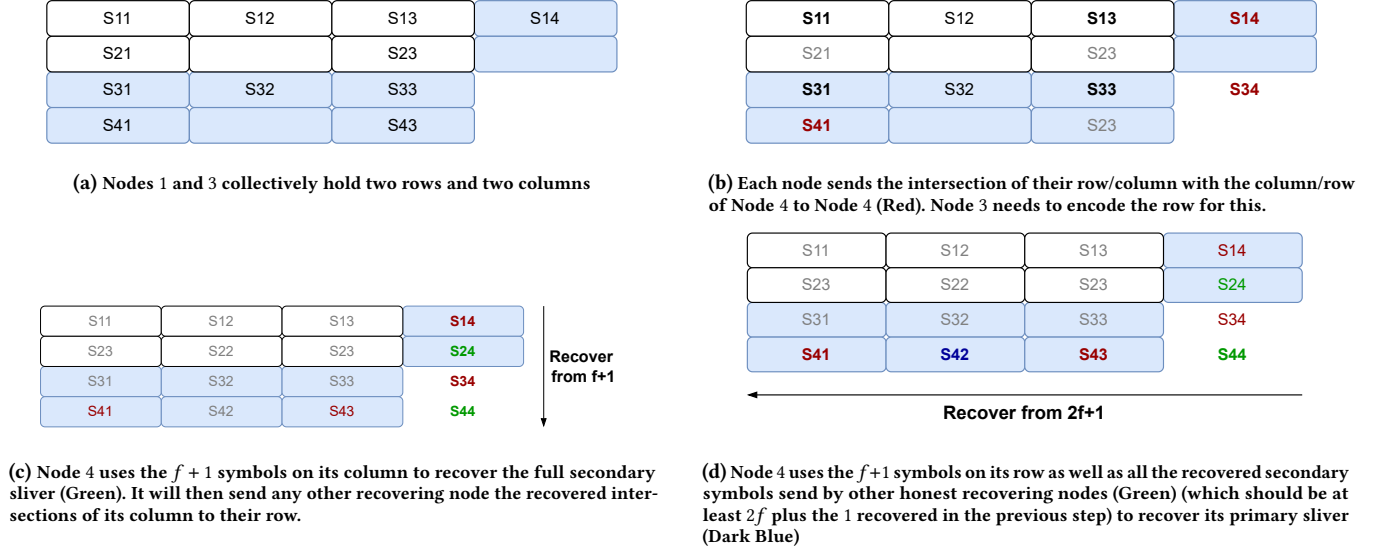 S11 S12 S13 S14
S21 S23
S31 S32 S33
S41 S43
(a) Nodes 1 and 3 collectively hold two rows and two columns
S11 S12 S13 S14
S21 S23
S31 S32 S33 S34
S41 S23
(b) Each node sends the intersection of their row/column with the column/row
of Node 4 to Node 4 (Red). Node 3 needs to encode the row for this.
S11 S12 S13 S14
S23 S22 S23 S24
S31 S32 S33 S34
S41 S42 S43 S44
Recover
from f+1
(c) Node 4 uses the f + 1 symbols on its column to recover the full secondary
sliver (Green). It will then send any other recovering node the recovered inter-
sections of its column to their row.
S11 S12 S13 S14
S23 S22 S23 S24
S31 S32 S33 S34
S41 S42 S43 S44
Recover from 2f+1
(d) Node 4 uses the f+1 symbols on its row as well as all the recovered secondary
symbols send by other honest recovering nodes (Green) (which should be at
least 2f plus the 1 recovered in the previous step) to recover its primary sliver
(Dark Blue)